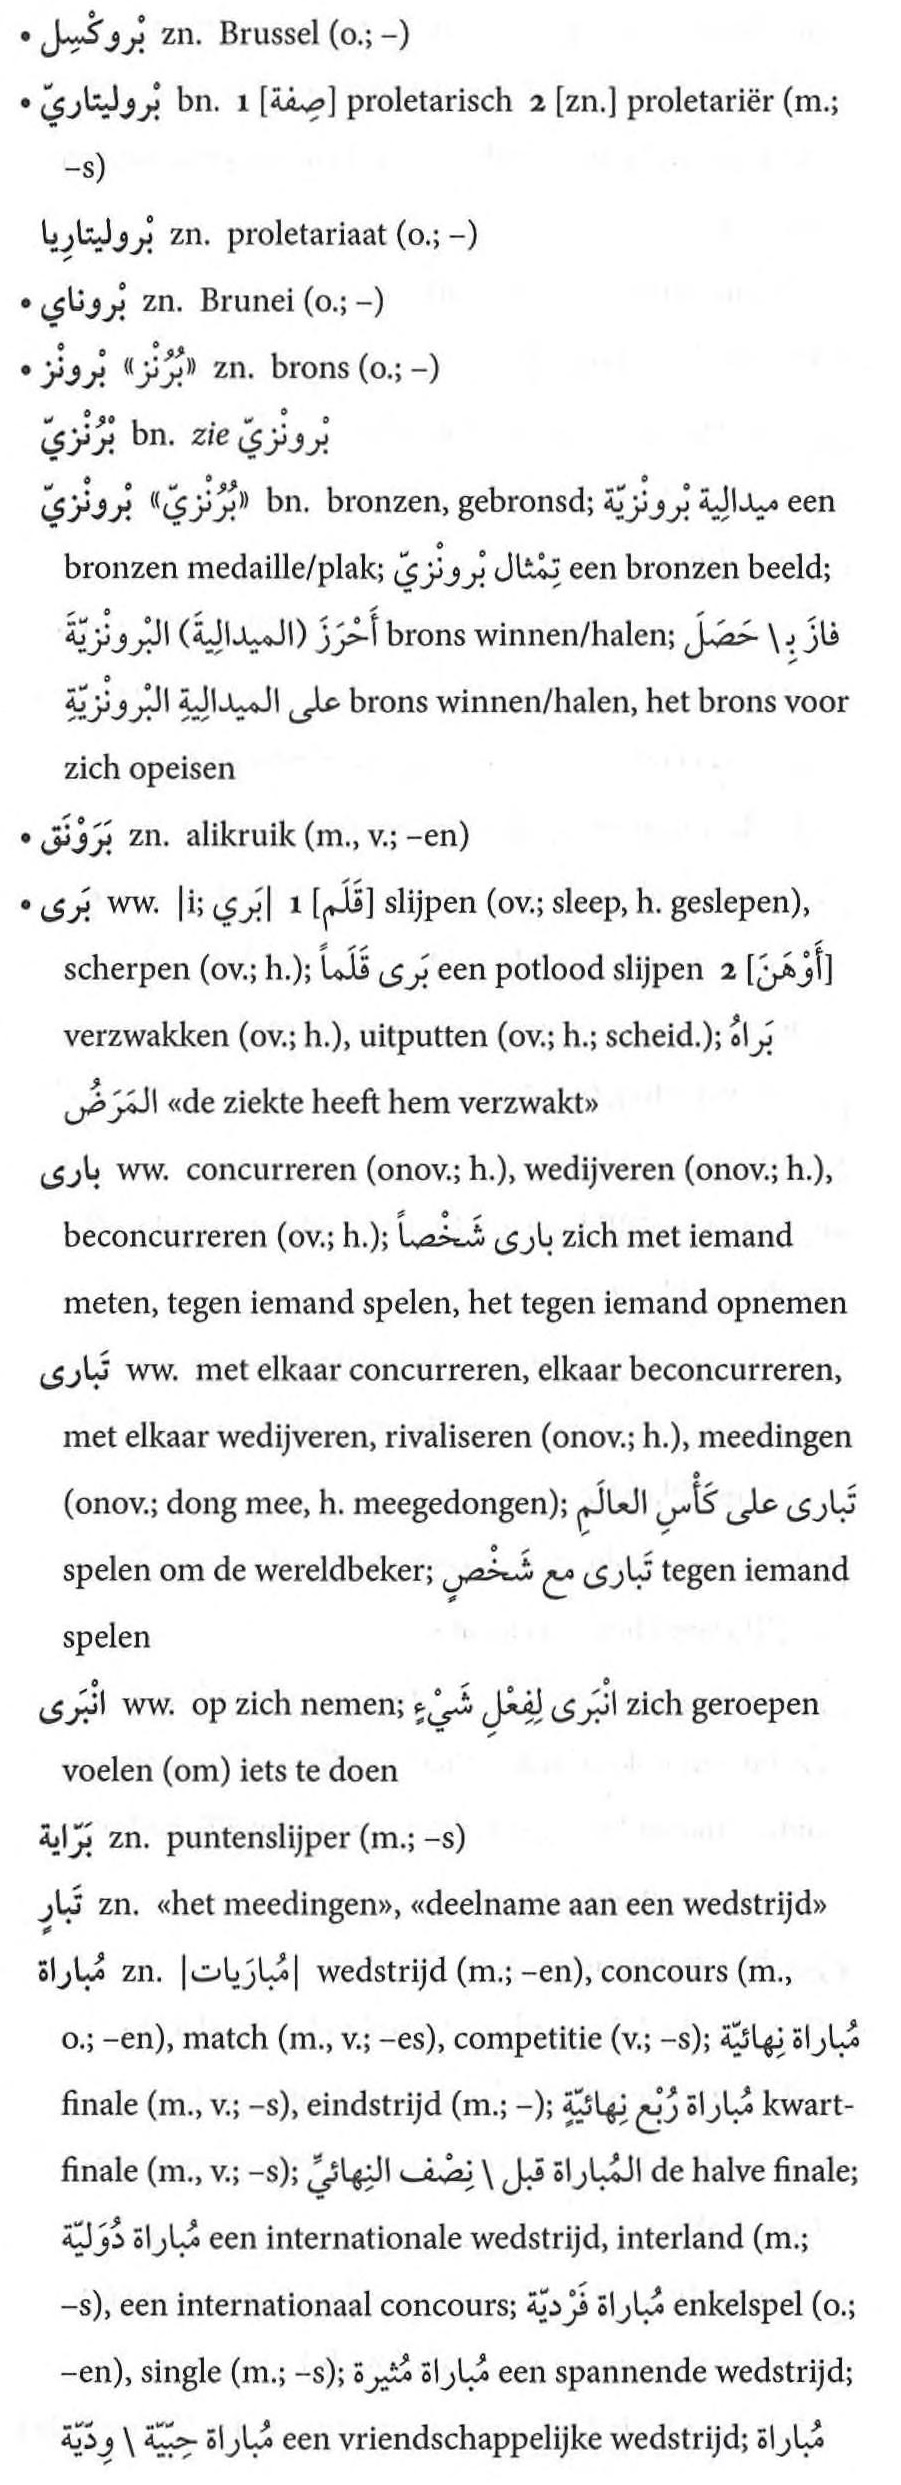 • بْروكْسِل zn. Brussel (o.; –)
• بْروليتاريّ bn. 1 [صِفة] proletarisch 2 [zn.] proletariër (m.;
–s)
بْروليتارِيا zn. proletariaat (o.; –)
• بْروناي zn. Brunei (o.; –)
• بْرونْز «بُرُنْز» zn. brons (o.; –)
بْرُنْزيّ bn. zie بْرونْزيّ
بْرونْزيّ «بُرُنْزيّ» bn. bronzen, gebronsd; ميدالِية بْرونْزيّة een
bronzen medaille/plak; تِمْثال بْرونْزيّ een bronzen beeld;
أَحْرَزَ (الميدالِيةَ) البْرونْزيّةَ brons winnen/halen; فازَ بِ\ حَصَلَ
على الميدالِيةِ البْرونْزيّةِ brons winnen/halen, het brons voor
zich opeisen
• بَرَوْنَق zn. alikruik (m., v.; –en)
• بَرى ww. |i; بَري| 1 [قَلَم] slijpen (ov.; sleep, h. geslepen),
scherpen (ov.; h.); بَرى قَلَماً een potlood slijpen 2 [أَوْهَنَ]
verzwakken (ov.; h.), uitputten (ov.; h.; scheid.); بَراهُ
المَرَضُ «de ziekte heeft hem verzwakt»
بارى ww. concurreren (onov.; h.), wedijveren (onov.; h.),
beconcurreren (ov.; h.); بارى شَخْصاً zich met iemand
meten, tegen iemand spelen, het tegen iemand opnemen
تَبارى ww. met elkaar concurreren, elkaar beconcurreren,
met elkaar wedijveren, rivaliseren (onov.; h.), meedingen
(onov.; dong mee, h. meegedongen); تَبارى على كَأْسِ العالَمِ
spelen om de wereldbeker; تَبارى مع شَخْصٍ tegen iemand
spelen
انْبَرى ww. op zich nemen; انْبَرى لِفِعْلِ شَيْءٍ zich geroepen
voelen (om) iets te doen
بَرّاية zn. puntenslijper (m.; –s)
تَبارٍ zn. «het meedingen», «deelname aan een wedstrijd»
مُباراة zn. |مُبارَيات| wedstrijd (m.; –en), concours (m.,
o.; –en), match (m., v.; –es), competitie (v.; –s); مُباراة نِهائيّة
finale (m., v.; –s), eindstrijd (m.; –); مُباراة رُبْع نِهائيّةٍ kwart-
finale (m., v.; –s); المُباراة قبل \ نِصْف النِهائيِّ de halve finale;
مُباراة دُوَليّة een internationale wedstrijd, interland (m.;
–s), een internationaal concours; مُباراة فَرْديّة enkelspel (o.;
–en), single (m.; –s); مُباراة مُثيرة een spannende wedstrijd;
مُباراة حِبّيّة \ وِدّيّة een vriendschappelijke wedstrijd; مُباراة